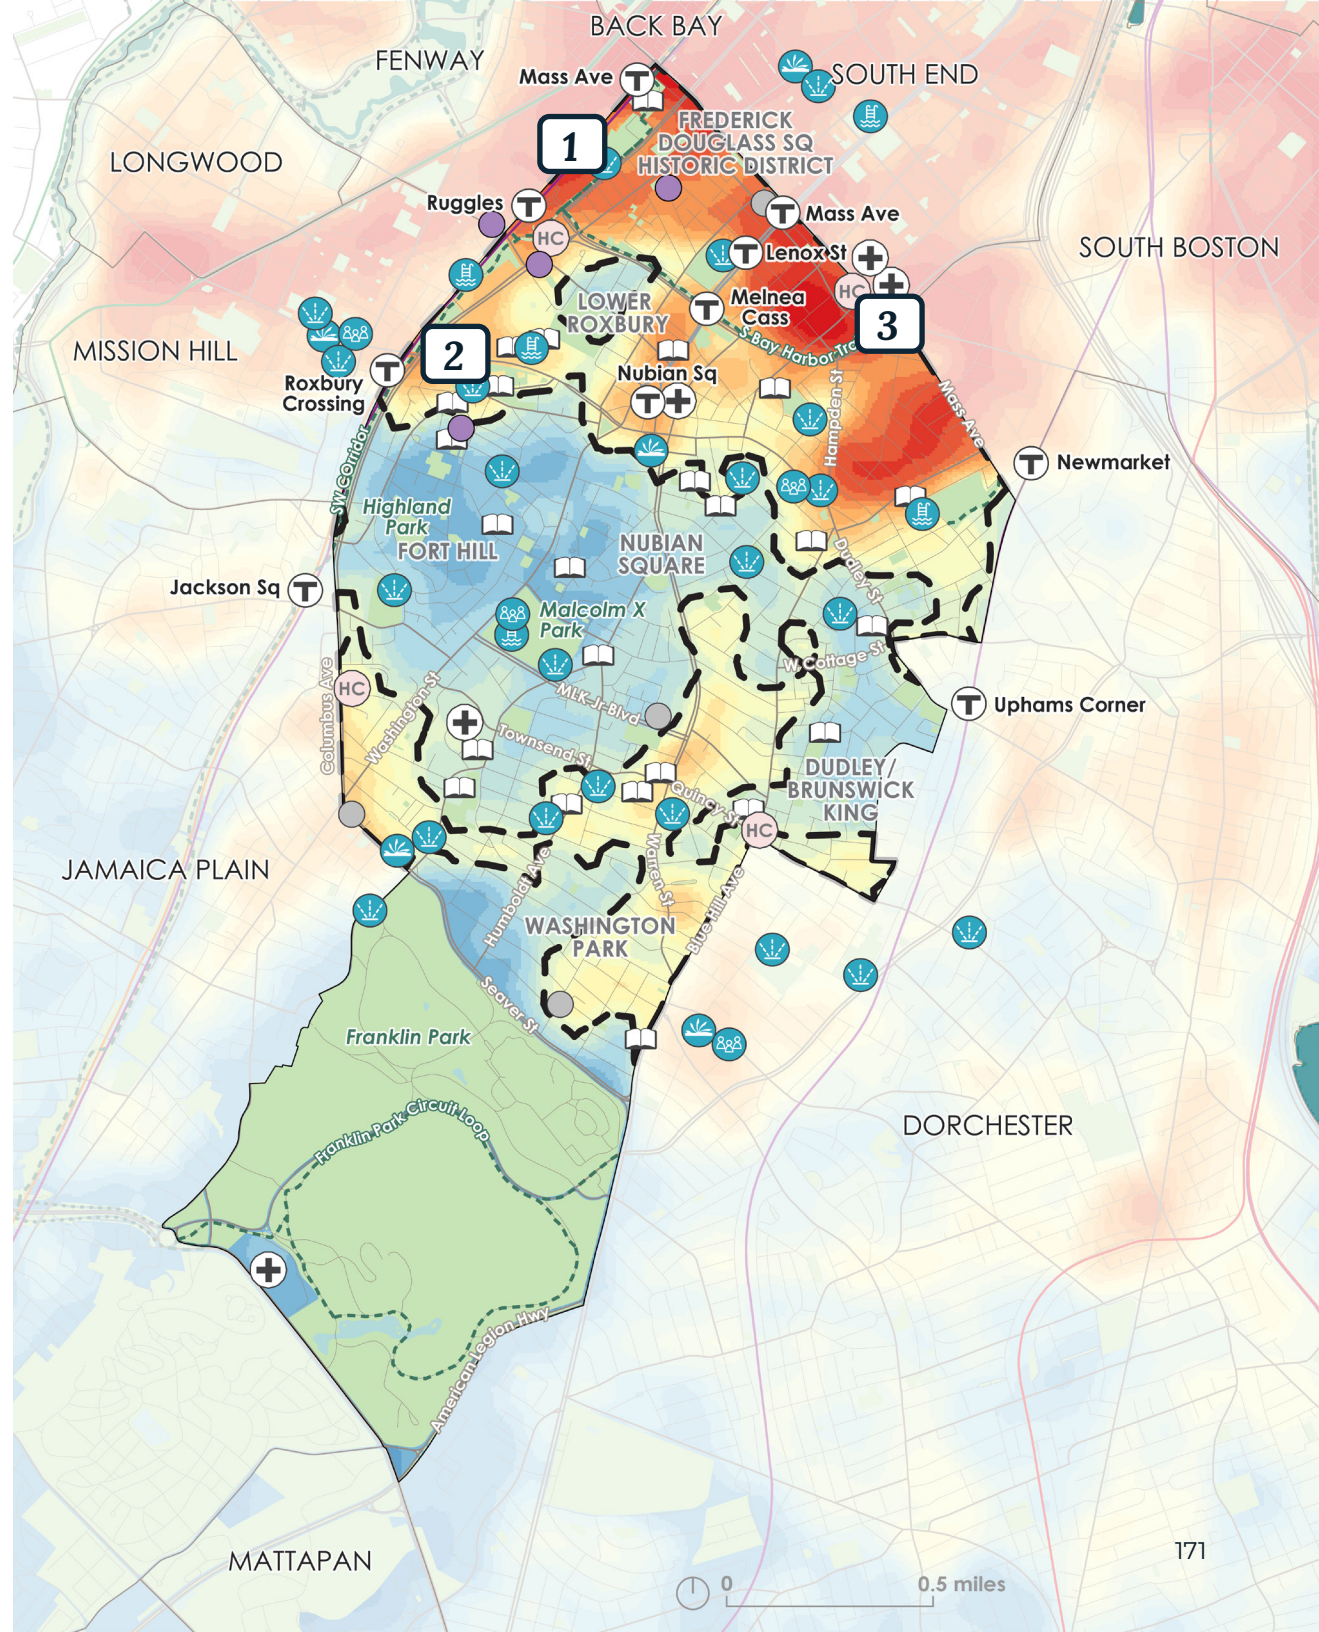 BACK BAY
FENWAY
Mass Ave
T
SOUTH END
FREDERICK
DOUGLASS SQ
HISTORIC DISTRICT
1
LONGWOOD
Ruggles
T
T
Mass Ave
HC
SOUTH BOSTON
T
Lenox St
HC
LOWER
ROXBURY
T
Melnea
Cass
3
MISSION HILL
2
S Bay Harbor Tra
Roxbury
Crossing
T
Nubian Sq
T
Hampden St
Mass Ave
SW Corridor
T
Newmarket
Highland
Park
FORT HILL
NUBIAN
SQUARE
Dudley St
Jackson Sq
T
Malcolm X
Park
W Cottage St
HC
Columbus Ave
Washington St
MLK Jr Blvd
T
Uphams Corner
Townsend St
DUDLEY/
BRUNSWICK
KING
Quincy St
HC
JAMAICA PLAIN
Humboldt Ave
Warren St
Blue Hill Ave
WASHINGTON
PARK
Seaver St
Franklin Park
Franklin Park Circuit Loop
DORCHESTER
American Legion Hwy
MATTAPAN
171
0
0.5 miles